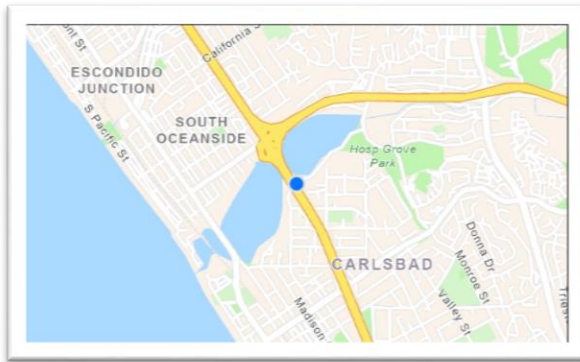 California St
ESCONDIDO
JUNCTION
S Pacific St
SOUTH
OCEANSIDE
Hosp Grove
Park
CARLSBAD
Donna Dr
Monroe St
Valley St
Madison